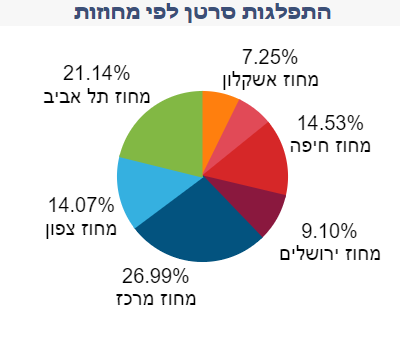 התפלגות סרטן לפי מחוזות
7.25%
מחוז אשקלון
21.14%
מחוז תל אביב
14.53%
מחוז חיפה
14.07%
מחוז צפון
9.10%
מחוז ירושלים
26.99%
מחוז מרכז